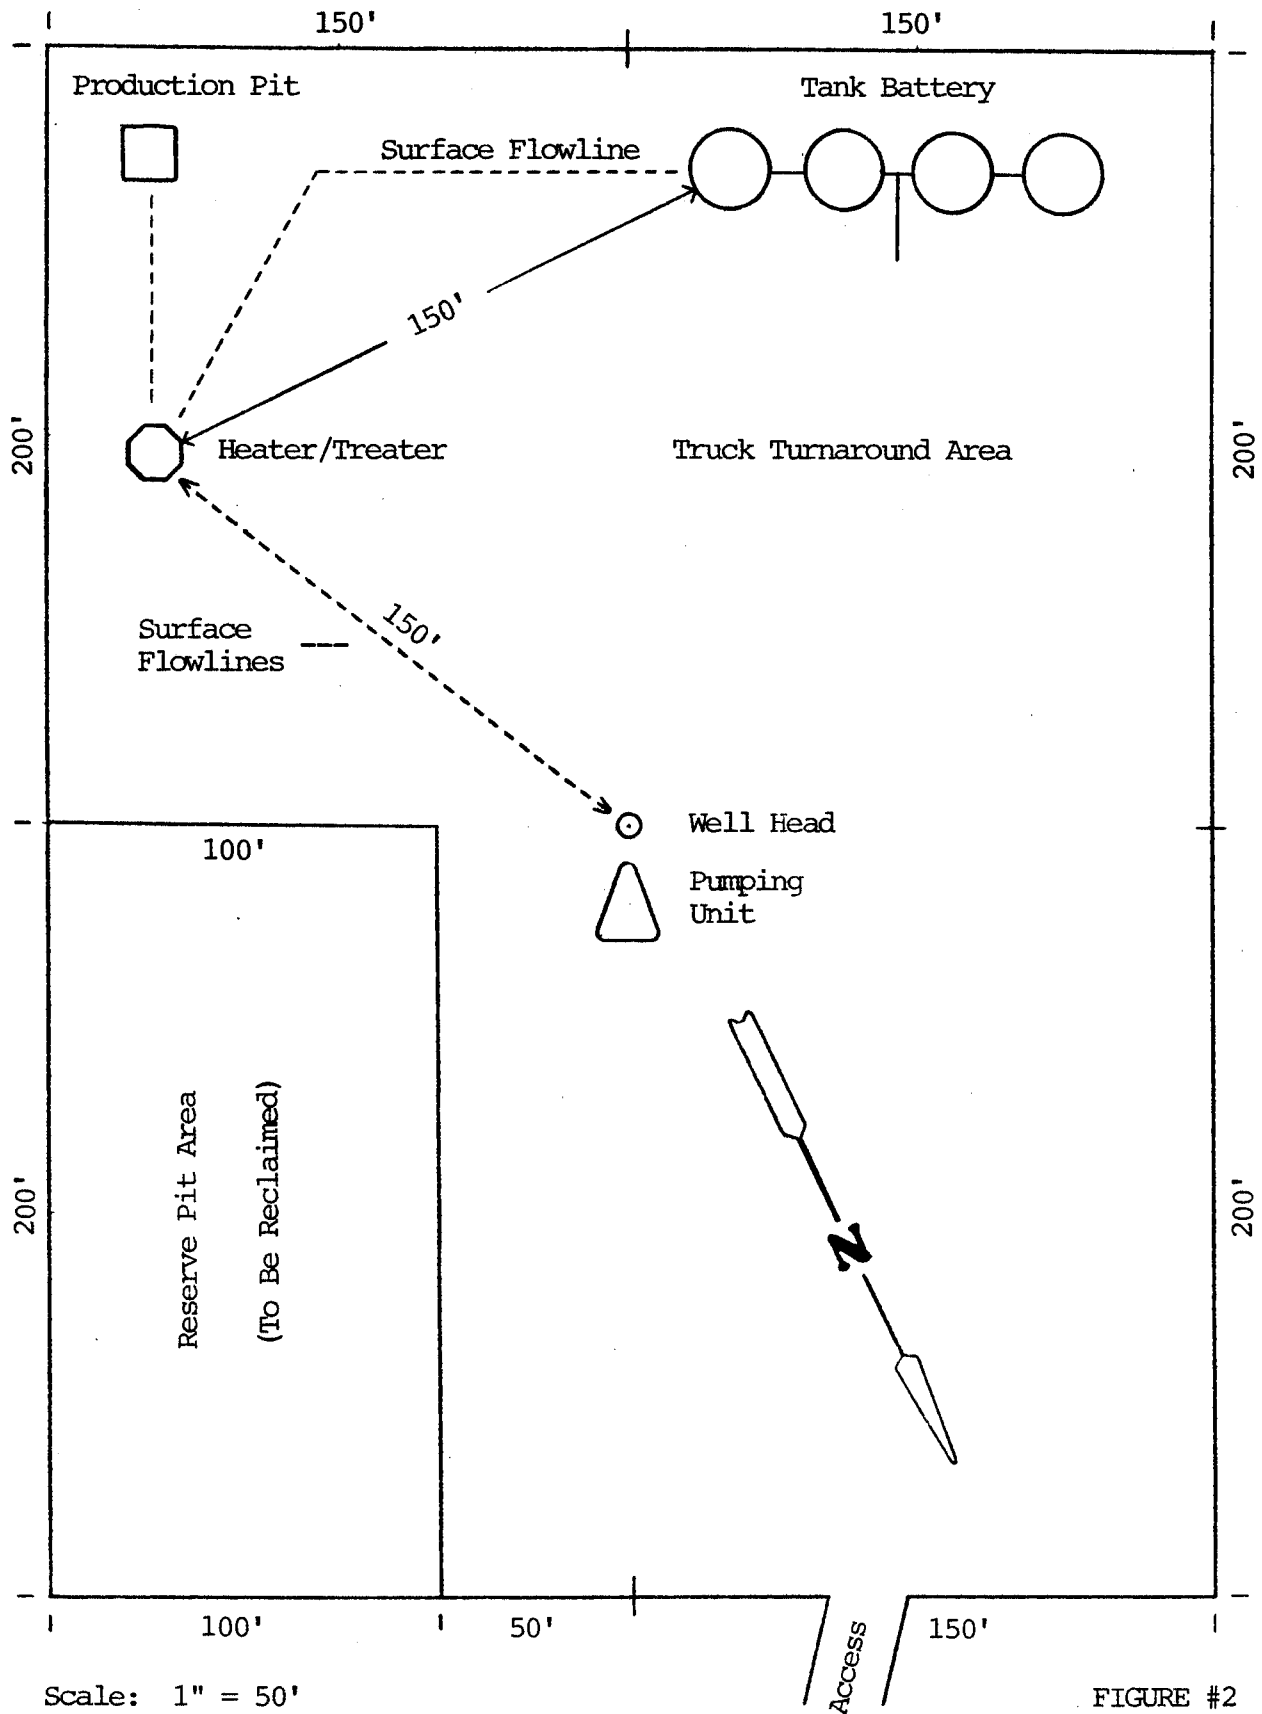 150' 150'
Production Pit
Tank Battery
Surface Flowline
150'
200'
Heater/Treater
Truck Turnaround Area
200'
150'
Surface
Flowlines
Well Head
100'
Pumping
Unit
Reserve Pit Area
(To Be Reclaimed)
200'
200'
N
100' 50' 150'
Access
Scale: 1" = 50'
FIGURE #2